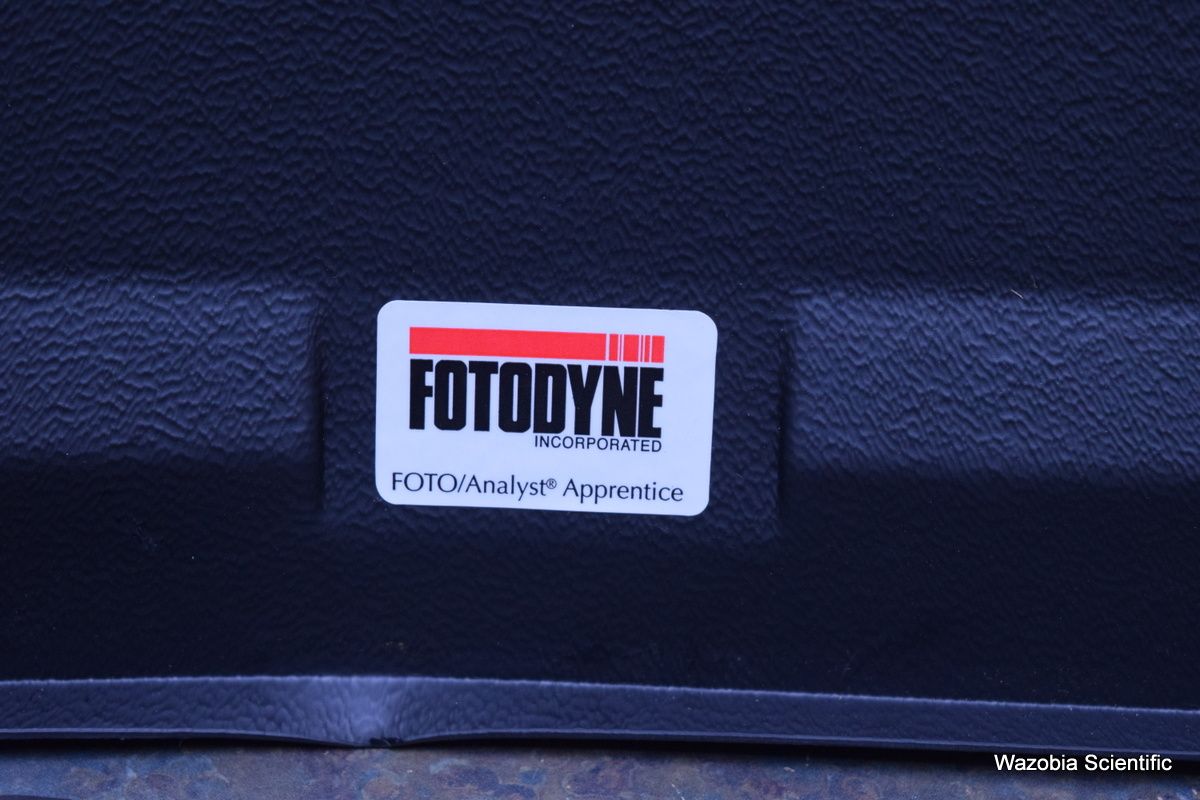 FOTODYNE
INCORPORATED
FOTO/Analyst® Apprentice
Wazobia Scientific